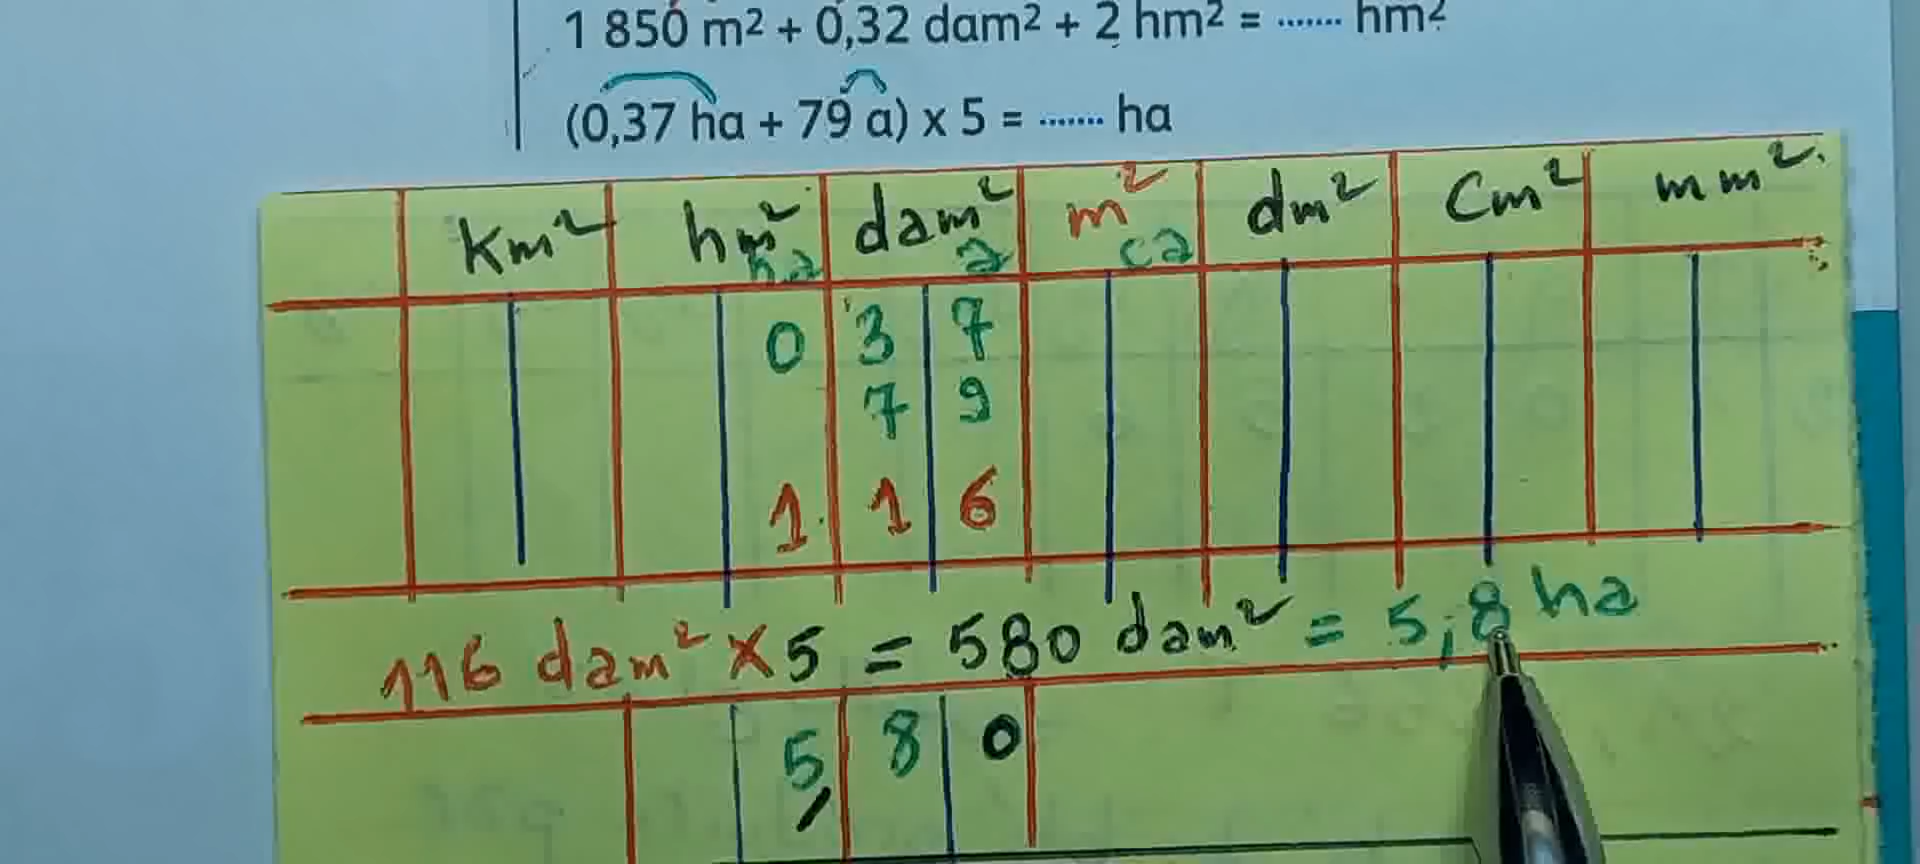 1 850 m² + 0,32 dam² + 2 hm² = ....... hm²
(0,37 ha + 79 a) x 5 = ....... ha
km² hm² dam² m² dm² cm² mm²
ha a ca
0 3 7
7 9
1 1 6
116 dam² x 5 = 580 dam² = 5,8 ha
5, 8 0